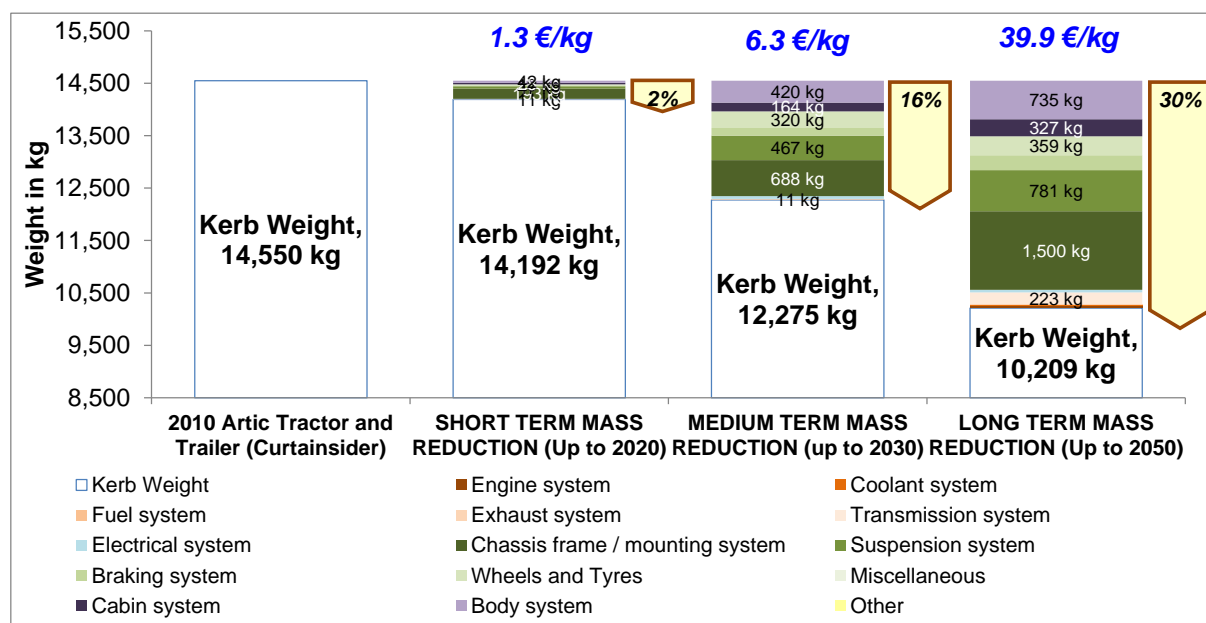 1.3 €/kg 6.3 €/kg 39.9 €/kg
15,500
14,500
13,500
12,500
11,500
10,500
9,500
8,500
Weight in kg
Kerb Weight,
14,550 kg
11 kg
2%
Kerb Weight,
14,192 kg
420 kg
164 kg
320 kg
467 kg
688 kg
11 kg
16%
Kerb Weight,
12,275 kg
735 kg
327 kg
359 kg
781 kg
1,500 kg
223 kg
30%
Kerb Weight,
10,209 kg
2010 Artic Tractor and
Trailer (Curtainsider)
SHORT TERM MASS
REDUCTION (Up to 2020)
MEDIUM TERM MASS
REDUCTION (up to 2030)
LONG TERM MASS
REDUCTION (Up to 2050)
Kerb Weight Engine system Coolant system
Fuel system Exhaust system Transmission system
Electrical system Chassis frame / mounting system Suspension system
Braking system Wheels and Tyres Miscellaneous
Cabin system Body system Other